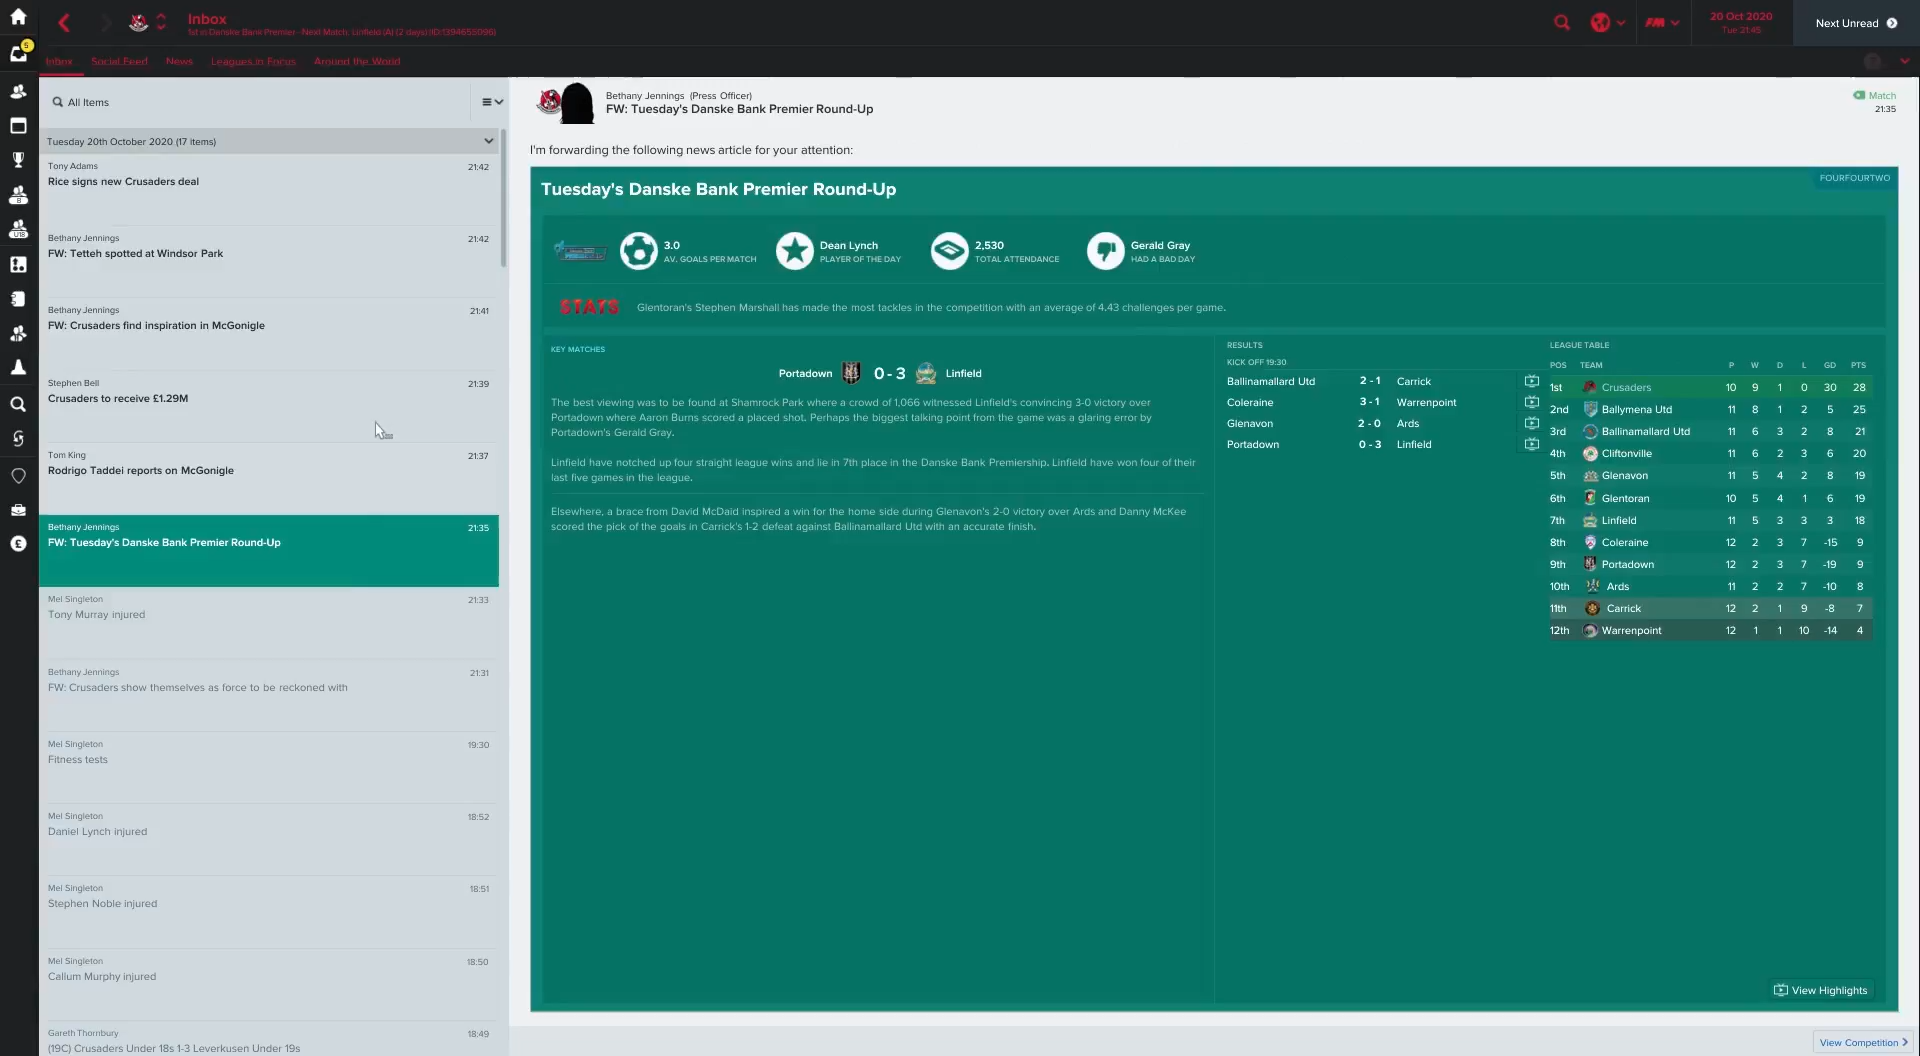 Inbox
1st in Danske Bank Premier - Next Match: Linfield (A) (2 days) (ID:1394655096)
FM
20 Oct 2020
Tue 21:45
Next Unread
5
Inbox Social Feed News Leagues in Focus Around the World
B
U18
All Items
Tuesday 20th October 2020 (17 items)
Tony Adams 21:42
Rice signs new Crusaders deal
Bethany Jennings 21:42
FW: Tetteh spotted at Windsor Park
Bethany Jennings 21:41
FW: Crusaders find inspiration in McGonigle
Stephen Bell 21:39
Crusaders to receive £1.29M
Tom King 21:37
Rodrigo Taddei reports on McGonigle
Bethany Jennings 21:35
FW: Tuesday's Danske Bank Premier Round-Up
Mel Singleton 21:33
Tony Murray injured
Bethany Jennings 21:31
FW: Crusaders show themselves as force to be reckoned with
Mel Singleton 19:30
Fitness tests
Mel Singleton 18:52
Daniel Lynch injured
Mel Singleton 18:51
Stephen Noble injured
Mel Singleton 18:50
Callum Murphy injured
Gareth Thornbury 18:49
(19C) Crusaders Under 18s 1-3 Leverkusen Under 19s
Bethany Jennings (Press Officer)
FW: Tuesday's Danske Bank Premier Round-Up
Match
21:35
I'm forwarding the following news article for your attention:
Tuesday's Danske Bank Premier Round-Up
FOURFOURTWO
3.0
AV. GOALS PER MATCH
Dean Lynch
PLAYER OF THE DAY
2,530
TOTAL ATTENDANCE
Gerald Gray
HAD A BAD DAY
STATS
Glentoran's Stephen Marshall has made the most tackles in the competition with an average of 4.43 challenges per game.
KEY MATCHES
Portadown 0 - 3 Linfield
The best viewing was to be found at Shamrock Park where a crowd of 1,066 witnessed Linfield's convincing 3-0 victory over
Portadown where Aaron Burns scored a placed shot. Perhaps the biggest talking point from the game was a glaring error by
Portadown's Gerald Gray.
Linfield have notched up four straight league wins and lie in 7th place in the Danske Bank Premiership. Linfield have won four of their
last five games in the league.
Elsewhere, a brace from David McDaid inspired a win for the home side during Glenavon's 2-0 victory over Ards and Danny McKee
scored the pick of the goals in Carrick's 1-2 defeat against Ballinamallard Utd with an accurate finish.
RESULTS
KICK OFF 19:30
Ballinamallard Utd 2 - 1 Carrick
Coleraine 3 - 1 Warrenpoint
Glenavon 2 - 0 Ards
Portadown 0 - 3 Linfield
LEAGUE TABLE
POS TEAM P W D L GD PTS
1st Crusaders 10 9 1 0 30 28
2nd Ballymena Utd 11 8 1 2 5 25
3rd Ballinamallard Utd 11 6 3 2 8 21
4th Cliftonville 11 6 2 3 6 20
5th Glenavon 11 5 4 2 8 19
6th Glentoran 10 5 4 1 6 19
7th Linfield 11 5 3 3 3 18
8th Coleraine 12 2 3 7 -15 9
9th Portadown 12 2 3 7 -19 9
10th Ards 11 2 2 7 -10 8
11th Carrick 12 2 1 9 -8 7
12th Warrenpoint 12 1 1 10 -14 4
View Highlights
View Competition